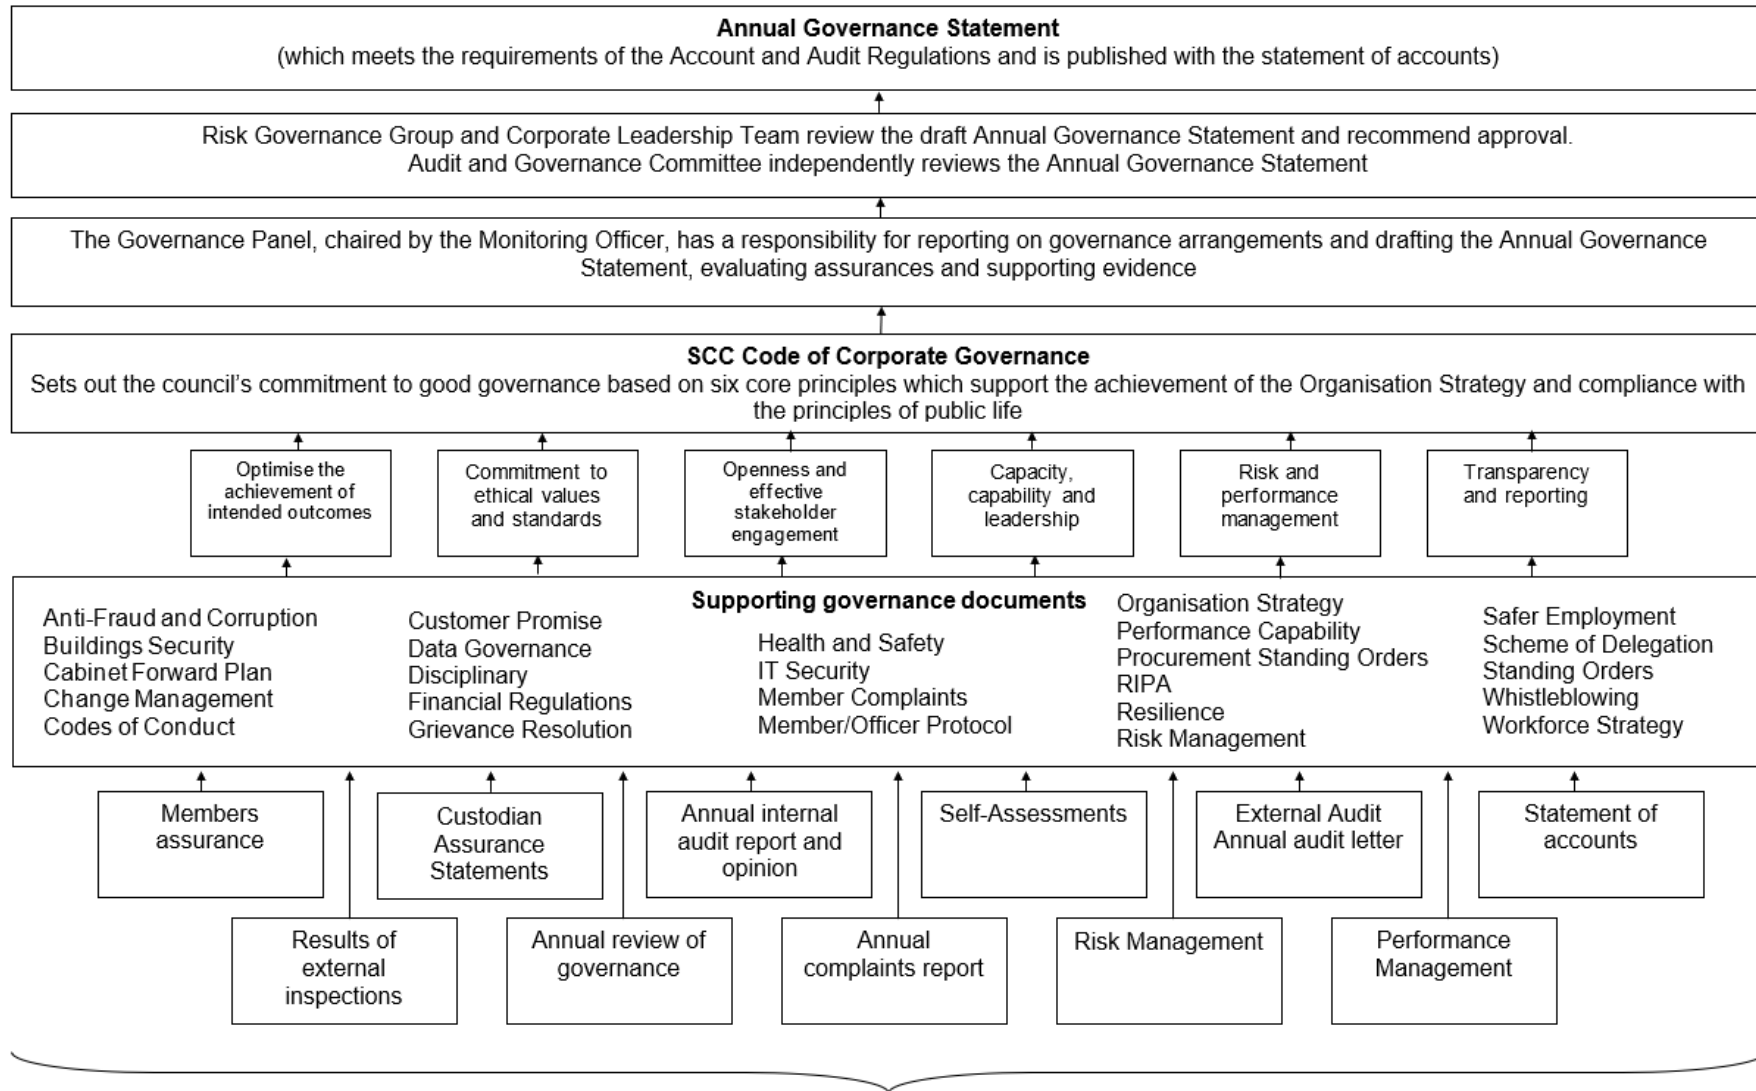 Annual Governance Statement
(which meets the requirements of the Account and Audit Regulations and is published with the statement of accounts)
Risk Governance Group and Corporate Leadership Team review the draft Annual Governance Statement and recommend approval.
Audit and Governance Committee independently reviews the Annual Governance Statement
The Governance Panel, chaired by the Monitoring Officer, has a responsibility for reporting on governance arrangements and drafting the Annual Governance
Statement, evaluating assurances and supporting evidence
SCC Code of Corporate Governance
Sets out the council's commitment to good governance based on six core principles which support the achievement of the Organisation Strategy and compliance with
the principles of public life
Optimise the
achievement of
intended outcomes
Commitment to
ethical values
and standards
Openness and
effective
stakeholder
engagement
Capacity,
capability and
leadership
Risk and
performance
management
Transparency
and reporting
Supporting governance documents
Anti-Fraud and Corruption
Buildings Security
Cabinet Forward Plan
Change Management
Codes of Conduct
Customer Promise
Data Governance
Disciplinary
Financial Regulations
Grievance Resolution
Health and Safety
IT Security
Member Complaints
Member/Officer Protocol
Organisation Strategy
Performance Capability
Procurement Standing Orders
RIPA
Resilience
Risk Management
Safer Employment
Scheme of Delegation
Standing Orders
Whistleblowing
Workforce Strategy
Members
assurance
Custodian
Assurance
Statements
Annual internal
audit report and
opinion
Self-Assessments
External Audit
Annual audit letter
Statement of
accounts
Results of
external
inspections
Annual review of
governance
Annual
complaints report
Risk Management
Performance
Management